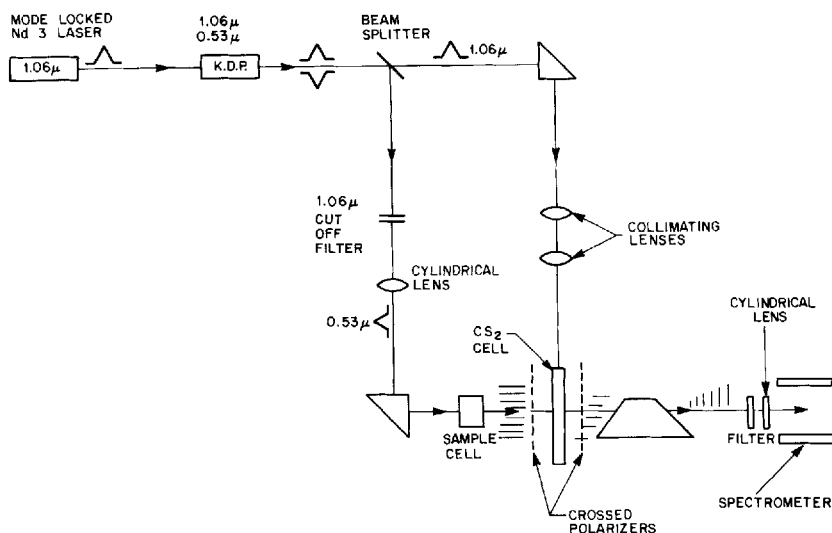 MODE LOCKED
Nd 3 LASER
1.06μ
1.06μ
0.53μ
K.D.P.
BEAM
SPLITTER
1.06μ
1.06μ
CUT
OFF
FILTER
COLLIMATING
LENSES
CYLINDRICAL
LENS
0.53μ
CYLINDRICAL
LENS
CS2
CELL
SAMPLE
CELL
FILTER
SPECTROMETER
CROSSED
POLARIZERS